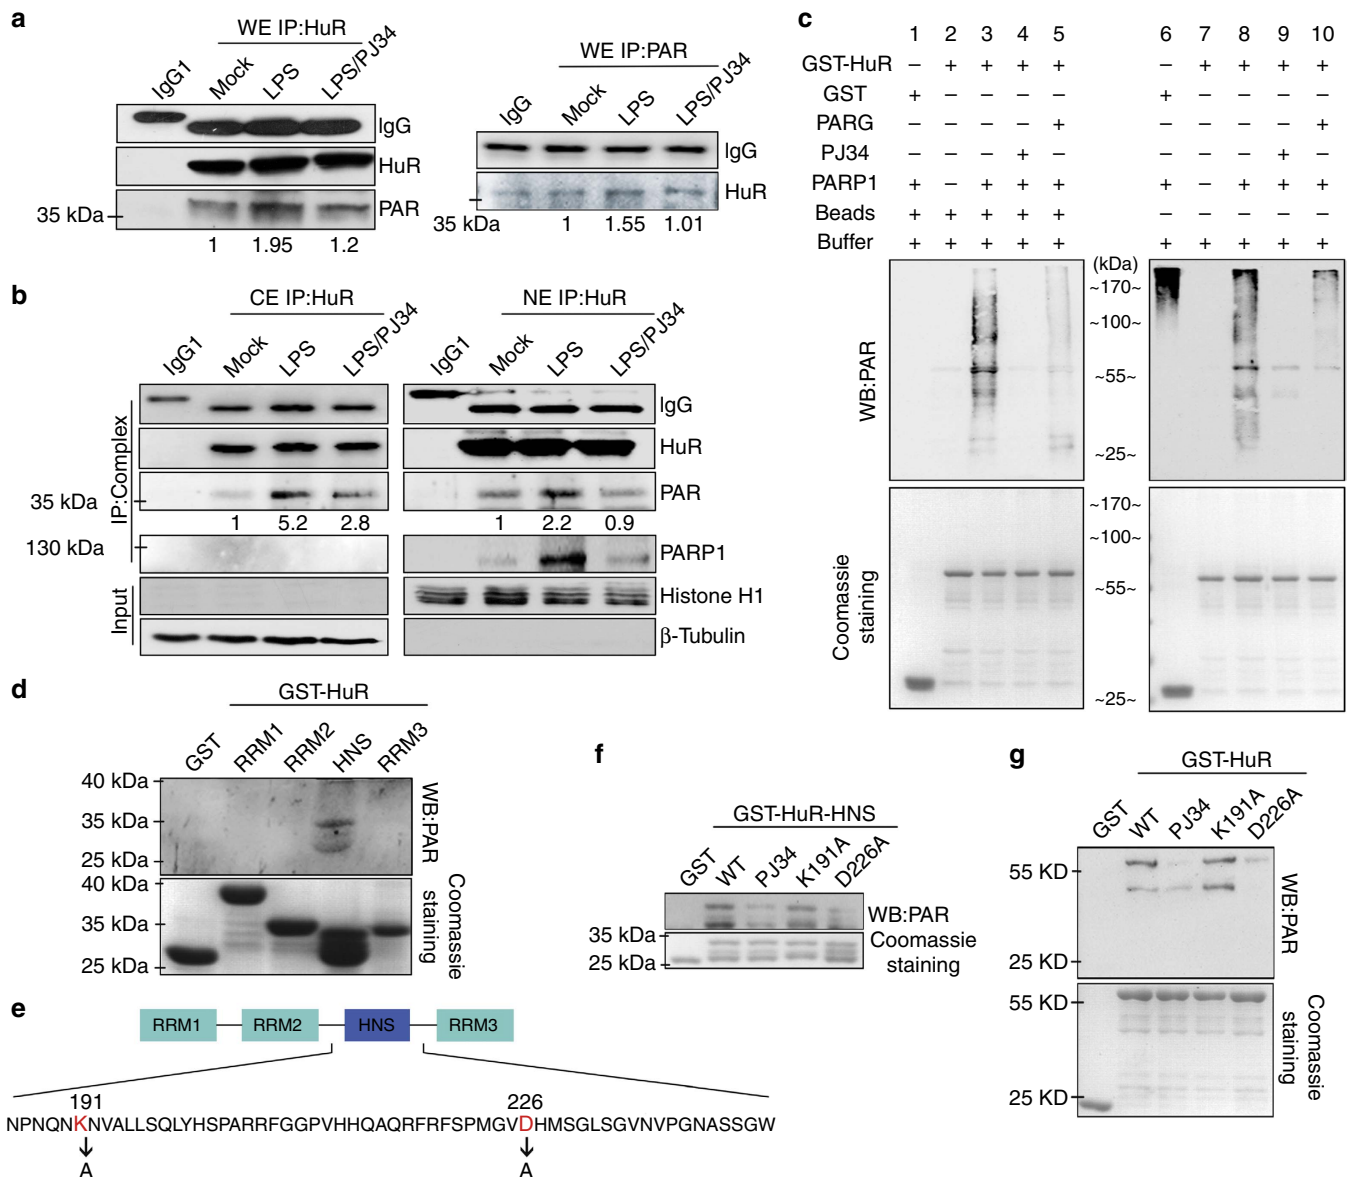 a
WE IP:HuR
IgG1 Mock LPS LPS/PJ34
IgG
HuR
PAR
35 kDa
1 1.95 1.2
WE IP:PAR
IgG Mock LPS LPS/PJ34
IgG
HuR
35 kDa
1 1.55 1.01
b
CE IP:HuR NE IP:HuR
IgG1 Mock LPS LPS/PJ34 IgG1 Mock LPS LPS/PJ34
IP:Complex
IgG
HuR
PAR
35 kDa
1 5.2 2.8 1 2.2 0.9
130 kDa
PARP1
Input
Histone H1
β-Tubulin
c
1 2 3 4 5 6 7 8 9 10
GST-HuR – + + + + – + + + +
GST + – – – – + – – – –
PARG – – – – + – – – – +
PJ34 – – – + – – – – + –
PARP1 + – + + + + – + + +
Beads + + + + + – – – – –
Buffer + + + + + + + + + +
WB:PAR
(kDa)
~170~
~100~
~55~
~25~
Coomassie
staining
~170~
~100~
~55~
~25~
d
GST-HuR
GST RRM1 RRM2 HNS RRM3
40 kDa
35 kDa
25 kDa
WB:PAR
40 kDa
35 kDa
25 kDa
Coomassie
staining
e
RRM1 RRM2 HNS RRM3
191 226
NPNQNKNVALLSQLYHSPARRFGGPVHHQAQRFRFSPMGVDHMSGLSGVNVPGNASSGW
A A
f
GST-HuR-HNS
GST WT PJ34 K191A D226A
WB:PAR
35 kDa
25 kDa
Coomassie
staining
g
GST-HuR
GST WT PJ34 K191A D226A
55 KD
25 KD
WB:PAR
55 KD
25 KD
Coomassie
staining